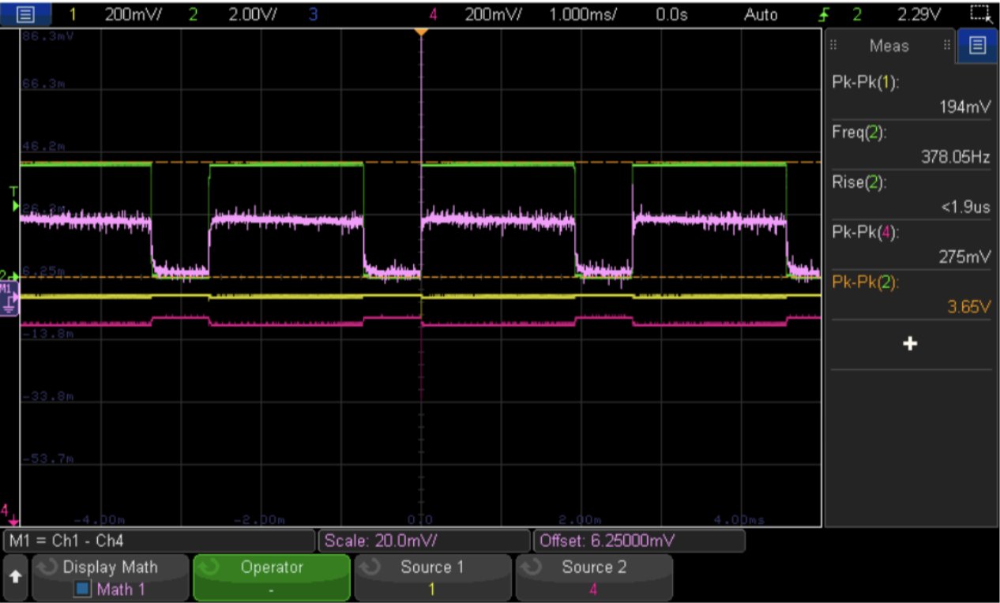 1 200mV/ 2 2.00V/ 3 4 200mV/ 1.000ms/ 0.0s Auto 2 2.29V
86.3mV
66.3m
46.2m
T
6.25m
2
M1
-13.8m
-33.8m
-53.7m
4
-4.00m -2.00m 0.0 2.00m 4.00ms
Meas
Pk-Pk(1):
194mV
Freq(2):
378.05Hz
Rise(2):
<1.9us
Pk-Pk(4):
275mV
Pk-Pk(2):
3.65V
M1 = Ch1 - Ch4 Scale: 20.0mV/ Offset: 6.25000mV
Display Math Operator Source 1 Source 2
Math 1 - 1 4